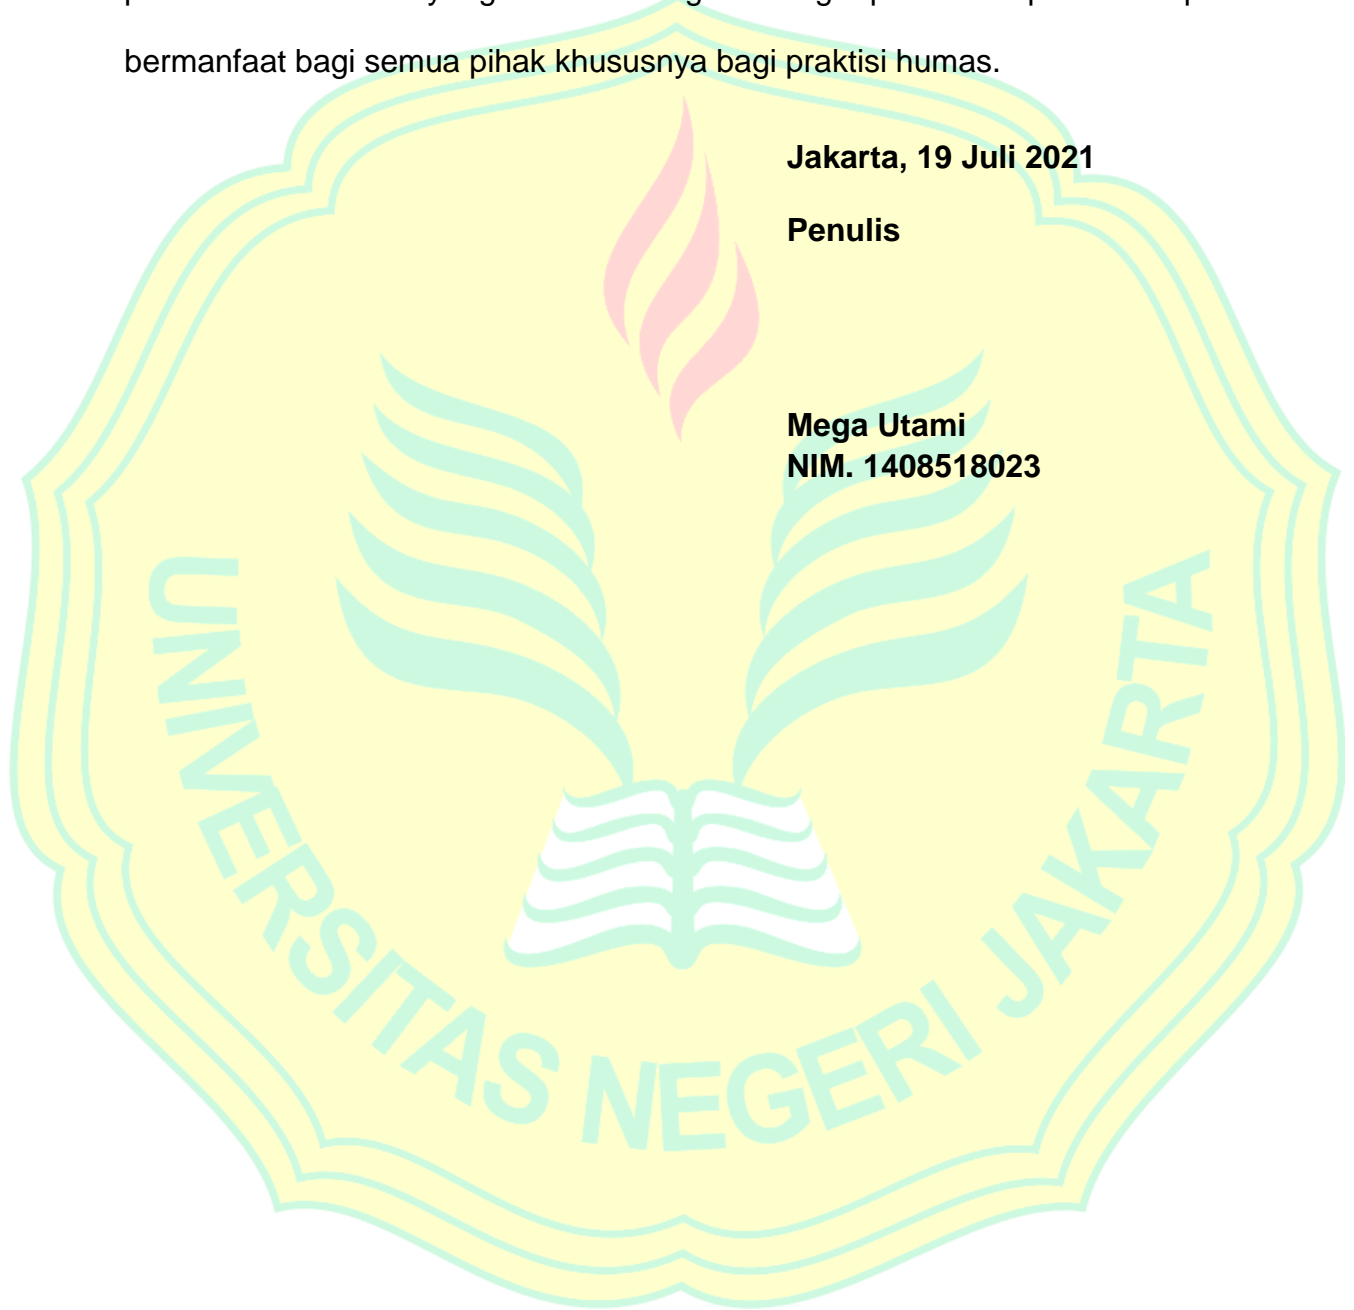 bermanfaat bagi semua pihak khususnya bagi praktisi humas.
Jakarta, 19 Juli 2021
Penulis
Mega Utami
NIM. 1408518023
UNIVERSITAS NEGERI JAKARTA